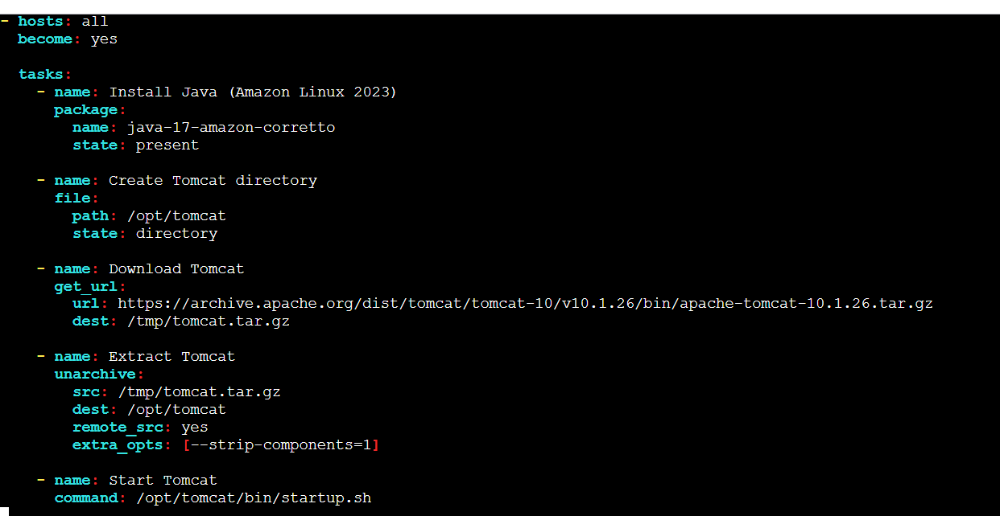 - hosts: all
  become: yes

  tasks:
    - name: Install Java (Amazon Linux 2023)
      package:
        name: java-17-amazon-corretto
        state: present

    - name: Create Tomcat directory
      file:
        path: /opt/tomcat
        state: directory

    - name: Download Tomcat
      get_url:
        url: https://archive.apache.org/dist/tomcat/tomcat-10/v10.1.26/bin/apache-tomcat-10.1.26.tar.gz
        dest: /tmp/tomcat.tar.gz

    - name: Extract Tomcat
      unarchive:
        src: /tmp/tomcat.tar.gz
        dest: /opt/tomcat
        remote_src: yes
        extra_opts: [--strip-components=1]

    - name: Start Tomcat
      command: /opt/tomcat/bin/startup.sh